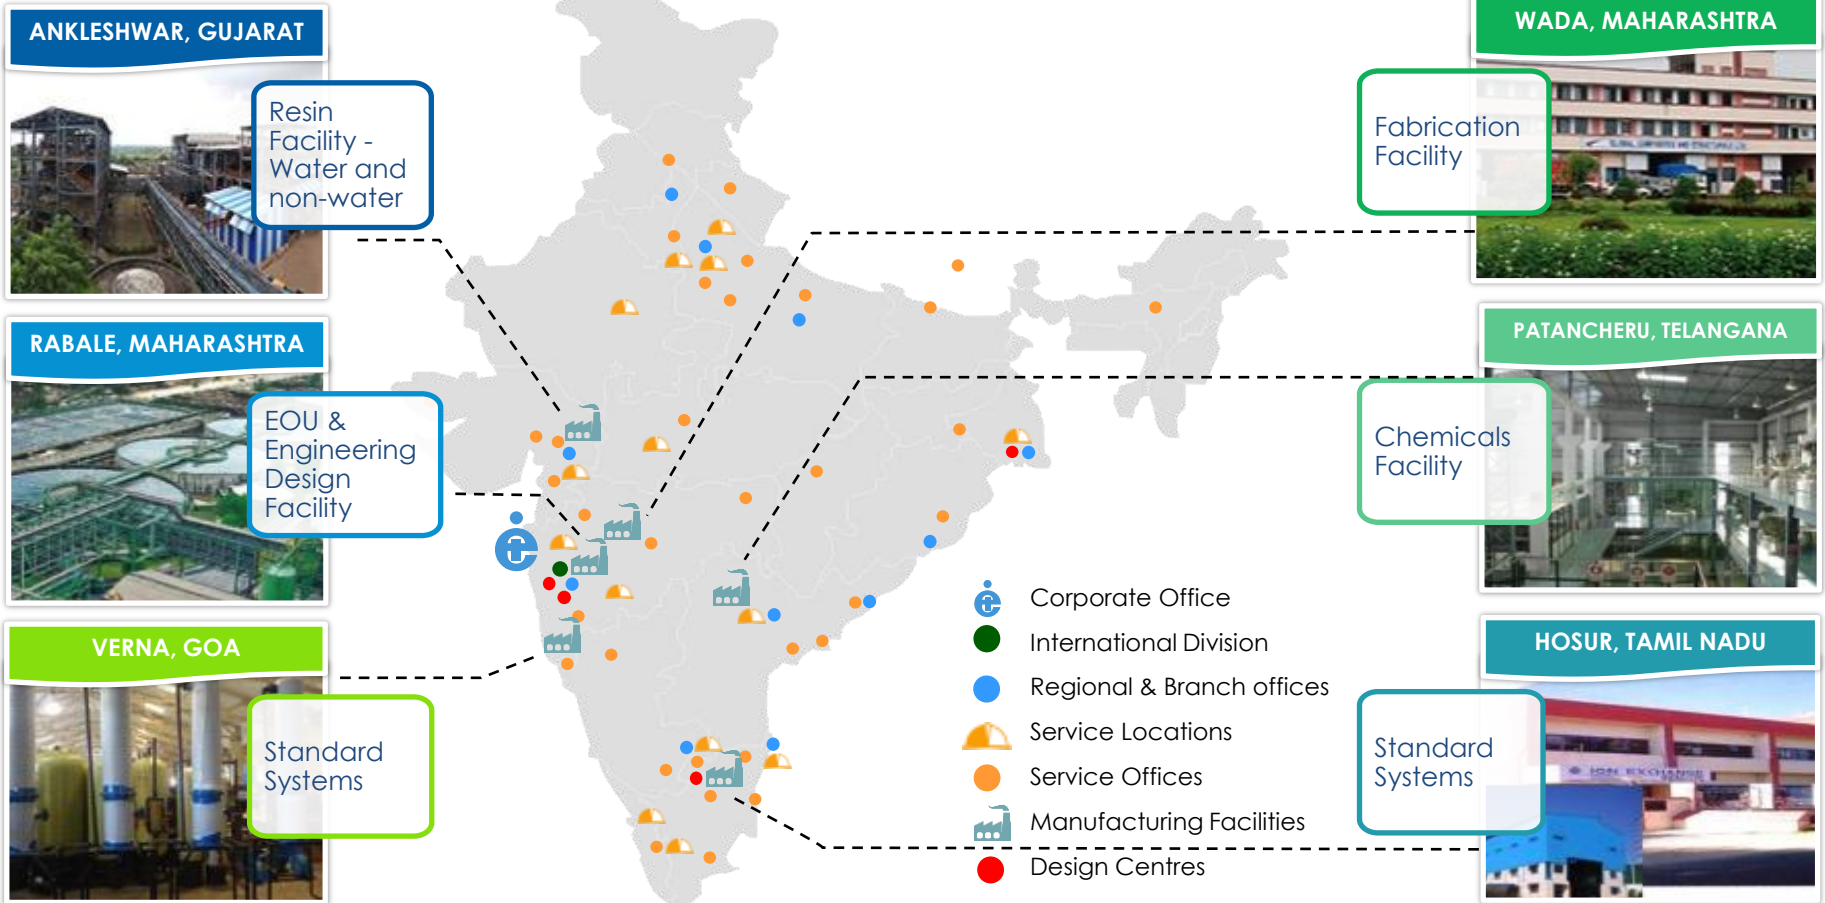 ANKLESHWAR, GUJARAT
Resin
Facility -
Water and
non-water
RABALE, MAHARASHTRA
EOU &
Engineering
Design
Facility
VERNA, GOA
Standard
Systems
WADA, MAHARASHTRA
Fabrication
Facility
PATANCHERU, TELANGANA
Chemicals
Facility
HOSUR, TAMIL NADU
Standard
Systems
ION EXCHANGE
Corporate Office
International Division
Regional & Branch offices
Service Locations
Service Offices
Manufacturing Facilities
Design Centres